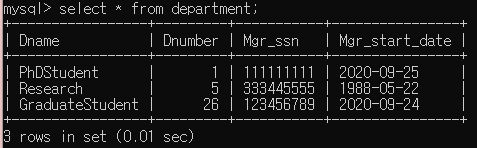 mysql> select * from department;
+-----------------+---------+-----------+----------------+
| Dname           | Dnumber | Mgr_ssn   | Mgr_start_date |
+-----------------+---------+-----------+----------------+
| PhDStudent      |       1 | 111111111 | 2020-09-25     |
| Research        |       5 | 333445555 | 1988-05-22     |
| GraduateStudent |      26 | 123456789 | 2020-09-24     |
+-----------------+---------+-----------+----------------+
3 rows in set (0.01 sec)